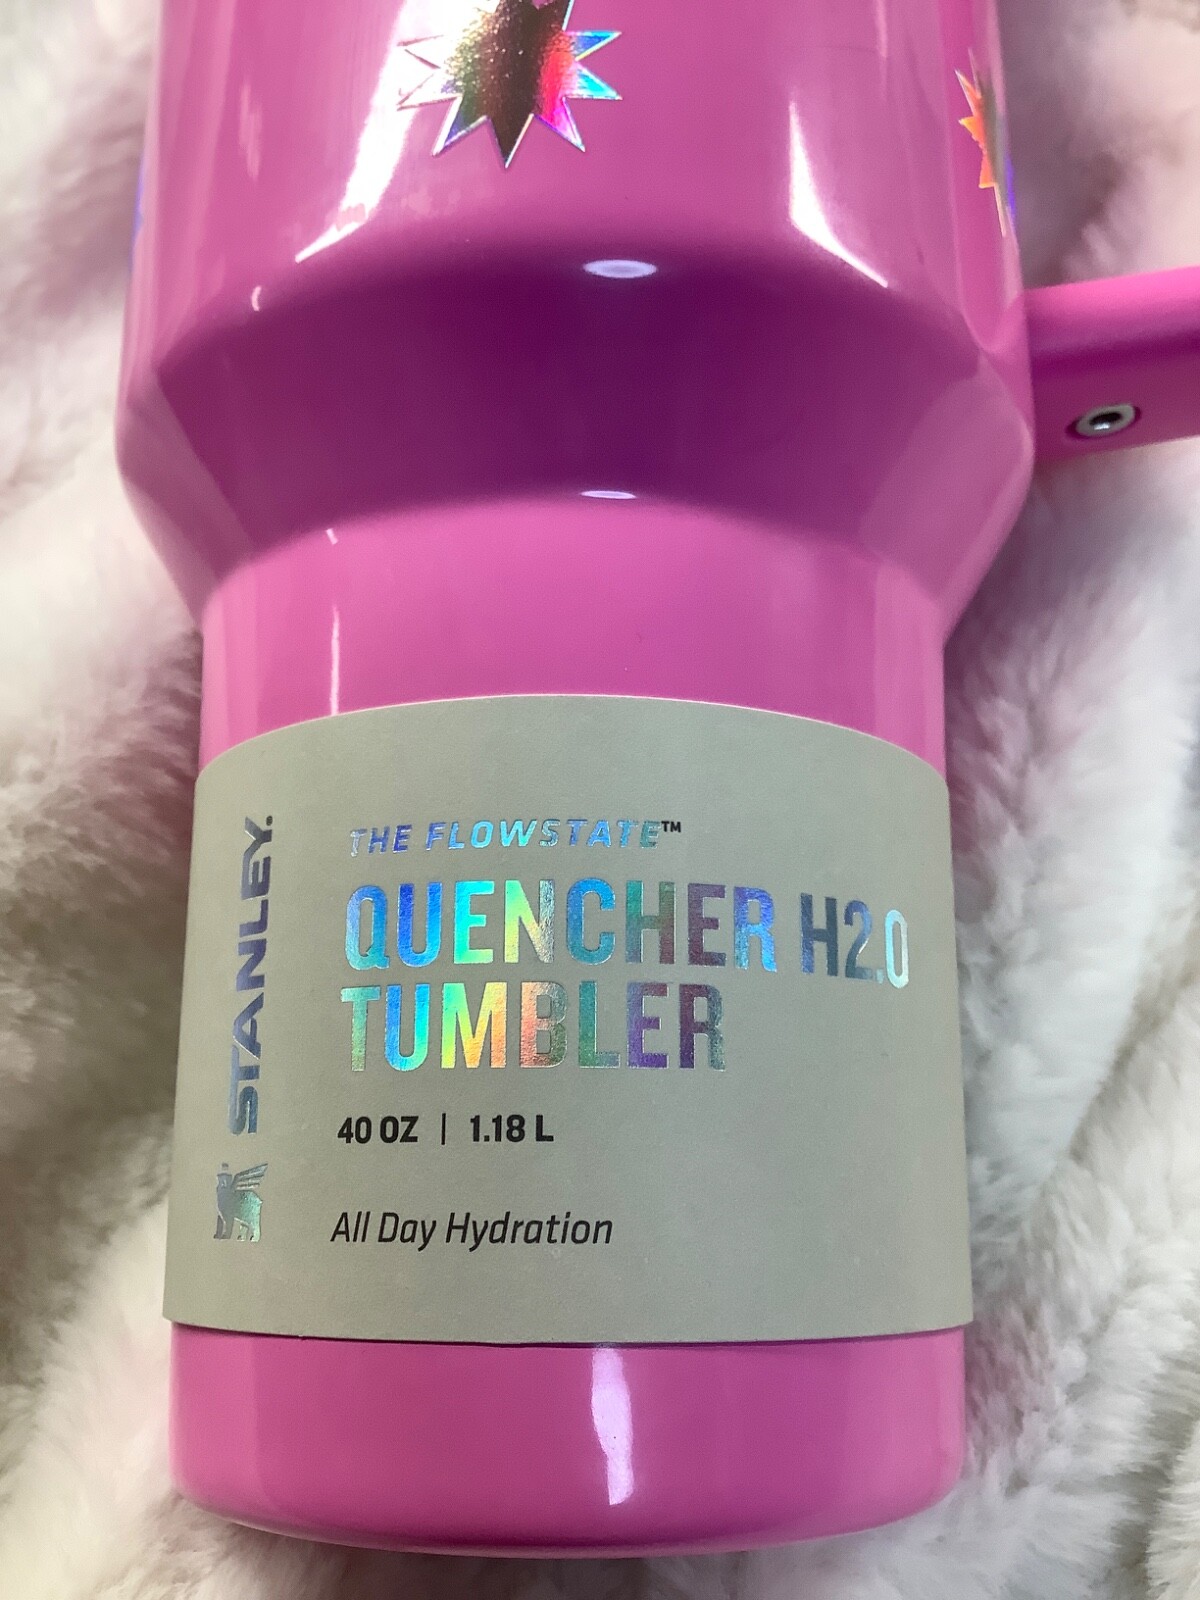 STANLEY.
THE FLOWSTATE™
QUENCHER H2.0
TUMBLER
40 OZ | 1.18 L
All Day Hydration